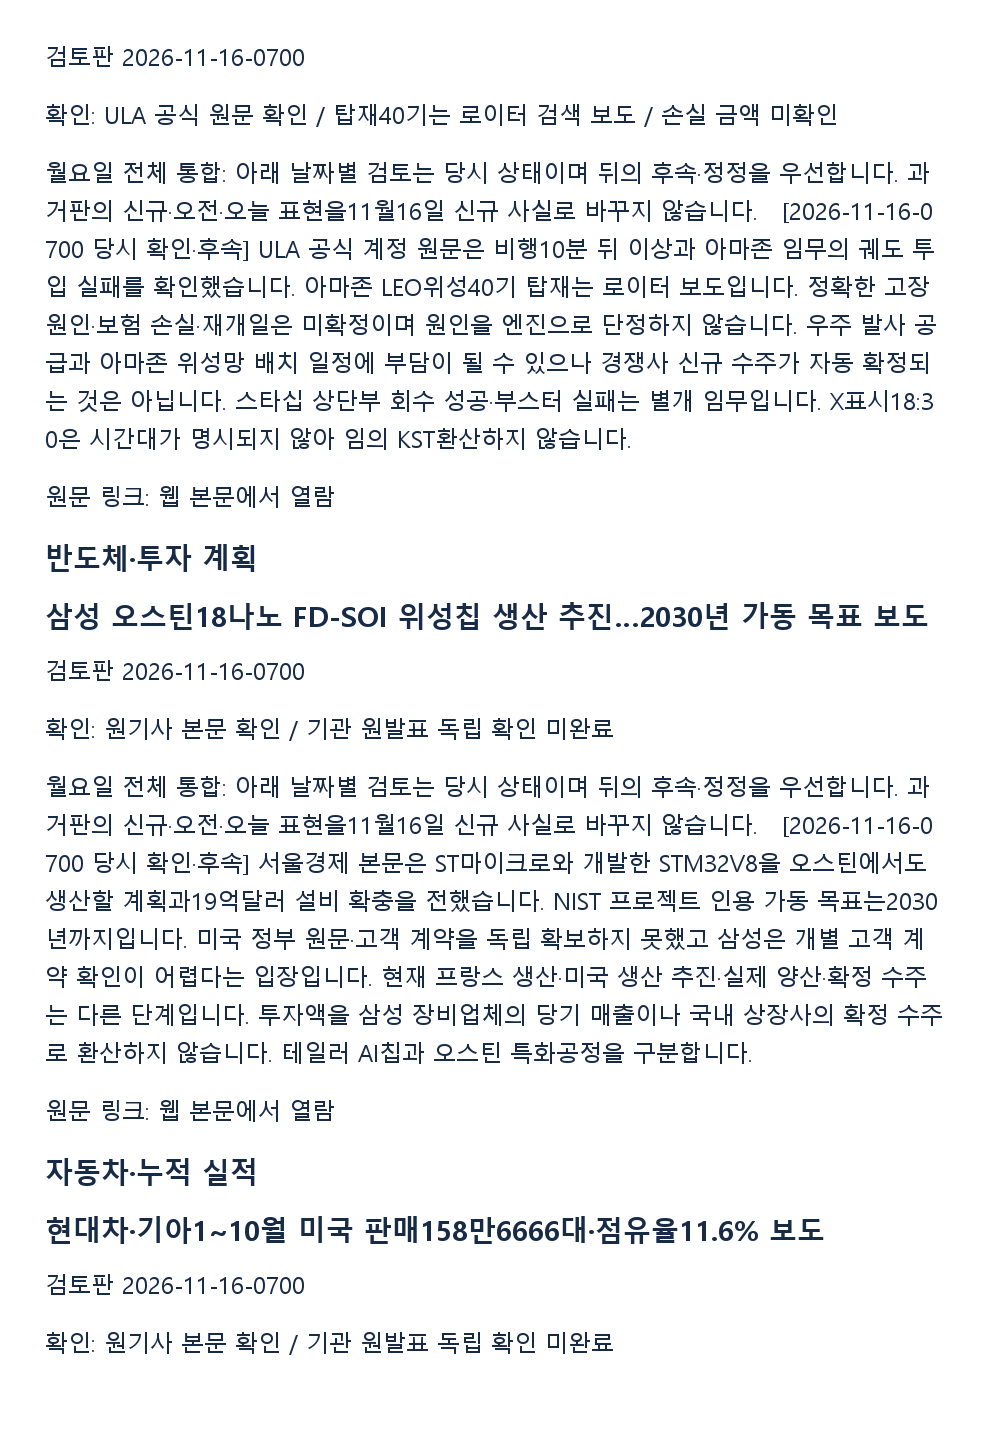 검토판 2026-11-16-0700
확인: ULA 공식 원문 확인 / 탑재40기는 로이터 검색 보도 / 손실 금액 미확인
월요일 전체 통합: 아래 날짜별 검토는 당시 상태이며 뒤의 후속·정정을 우선합니다. 과
거판의 신규·오전·오늘 표현을11월16일 신규 사실로 바꾸지 않습니다. [2026-11-16-0
700 당시 확인·후속] ULA 공식 계정 원문은 비행10분 뒤 이상과 아마존 임무의 궤도 투
입 실패를 확인했습니다. 아마존 LEO위성40기 탑재는 로이터 보도입니다. 정확한 고장
원인·보험 손실·재개일은 미확정이며 원인을 엔진으로 단정하지 않습니다. 우주 발사 공
급과 아마존 위성망 배치 일정에 부담이 될 수 있으나 경쟁사 신규 수주가 자동 확정되
는 것은 아닙니다. 스타십 상단부 회수 성공·부스터 실패는 별개 임무입니다. X표시18:3
0은 시간대가 명시되지 않아 임의 KST환산하지 않습니다.
원문 링크: 웹 본문에서 열람
반도체·투자 계획
삼성 오스틴18나노 FD-SOI 위성칩 생산 추진…2030년 가동 목표 보도
검토판 2026-11-16-0700
확인: 원기사 본문 확인 / 기관 원발표 독립 확인 미완료
월요일 전체 통합: 아래 날짜별 검토는 당시 상태이며 뒤의 후속·정정을 우선합니다. 과
거판의 신규·오전·오늘 표현을11월16일 신규 사실로 바꾸지 않습니다. [2026-11-16-0
700 당시 확인·후속] 서울경제 본문은 ST마이크로와 개발한 STM32V8을 오스틴에서도
생산할 계획과19억달러 설비 확충을 전했습니다. NIST 프로젝트 인용 가동 목표는2030
년까지입니다. 미국 정부 원문·고객 계약을 독립 확보하지 못했고 삼성은 개별 고객 계
약 확인이 어렵다는 입장입니다. 현재 프랑스 생산·미국 생산 추진·실제 양산·확정 수주
는 다른 단계입니다. 투자액을 삼성 장비업체의 당기 매출이나 국내 상장사의 확정 수주
로 환산하지 않습니다. 테일러 AI칩과 오스틴 특화공정을 구분합니다.
원문 링크: 웹 본문에서 열람
자동차·누적 실적
현대차·기아1~10월 미국 판매158만6666대·점유율11.6% 보도
검토판 2026-11-16-0700
확인: 원기사 본문 확인 / 기관 원발표 독립 확인 미완료